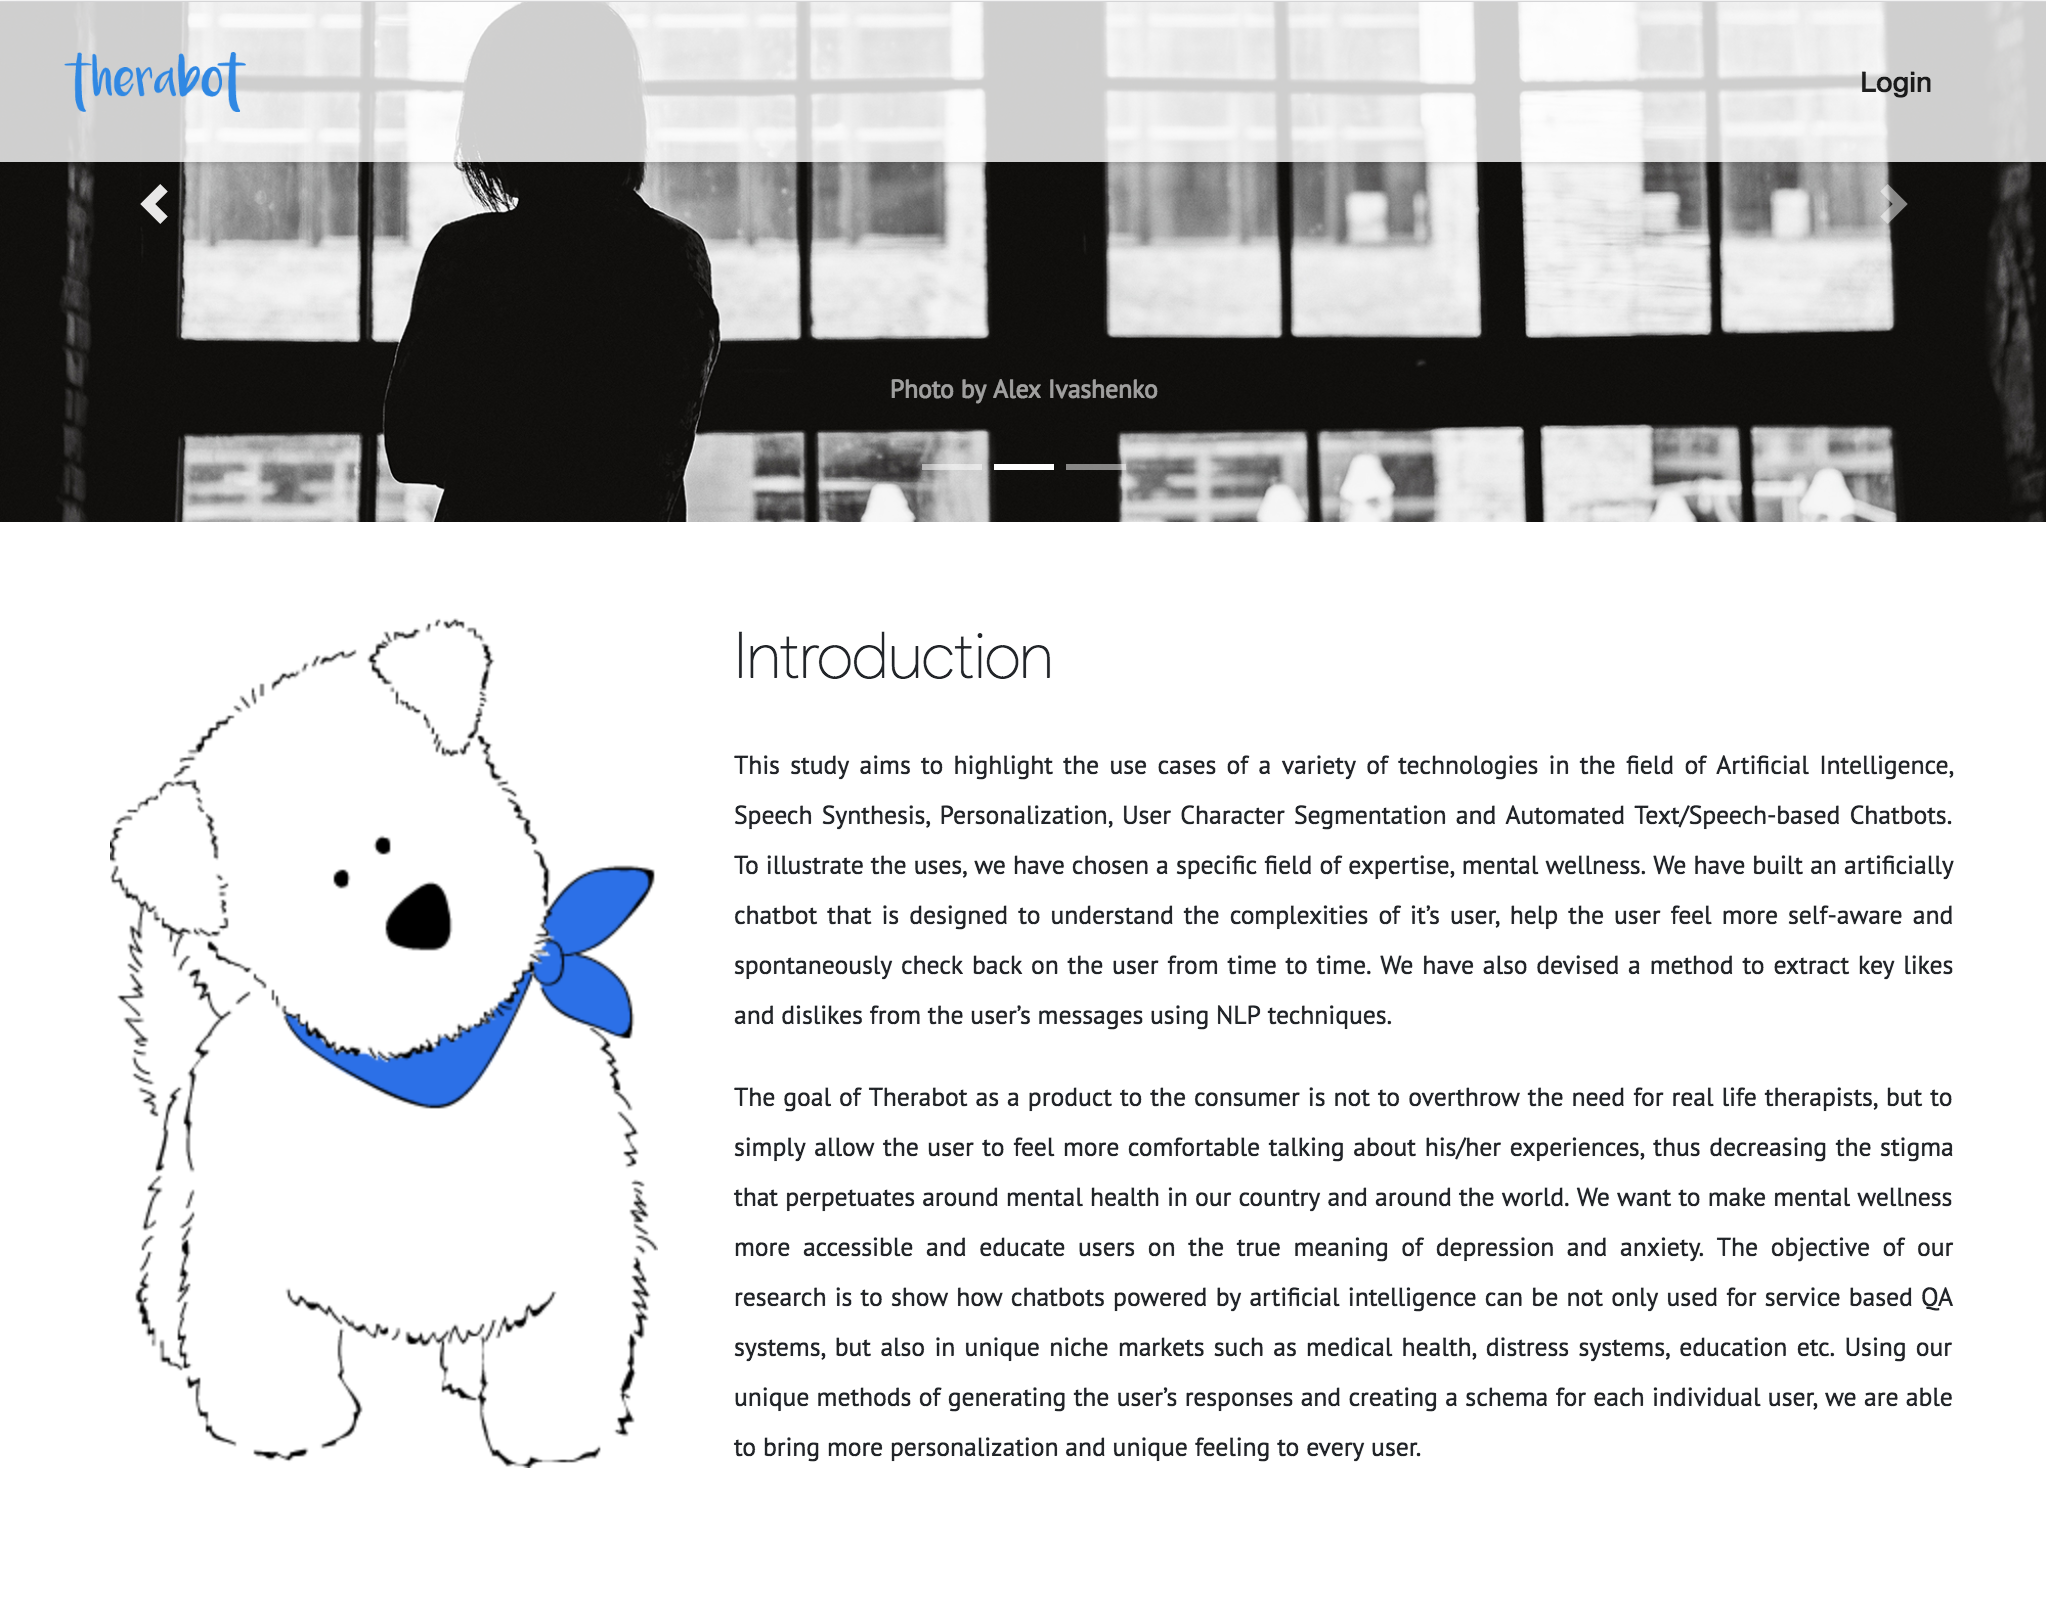 therabot
Login
Photo by Alex Ivashenko
Introduction
This study aims to highlight the use cases of a variety of technologies in the field of Artificial Intelligence,
Speech Synthesis, Personalization, User Character Segmentation and Automated Text/Speech-based Chatbots.
To illustrate the uses, we have chosen a specific field of expertise, mental wellness. We have built an artificially
chatbot that is designed to understand the complexities of it’s user, help the user feel more self-aware and
spontaneously check back on the user from time to time. We have also devised a method to extract key likes
and dislikes from the user’s messages using NLP techniques.
The goal of Therabot as a product to the consumer is not to overthrow the need for real life therapists, but to
simply allow the user to feel more comfortable talking about his/her experiences, thus decreasing the stigma
that perpetuates around mental health in our country and around the world. We want to make mental wellness
more accessible and educate users on the true meaning of depression and anxiety. The objective of our
research is to show how chatbots powered by artificial intelligence can be not only used for service based QA
systems, but also in unique niche markets such as medical health, distress systems, education etc. Using our
unique methods of generating the user’s responses and creating a schema for each individual user, we are able
to bring more personalization and unique feeling to every user.